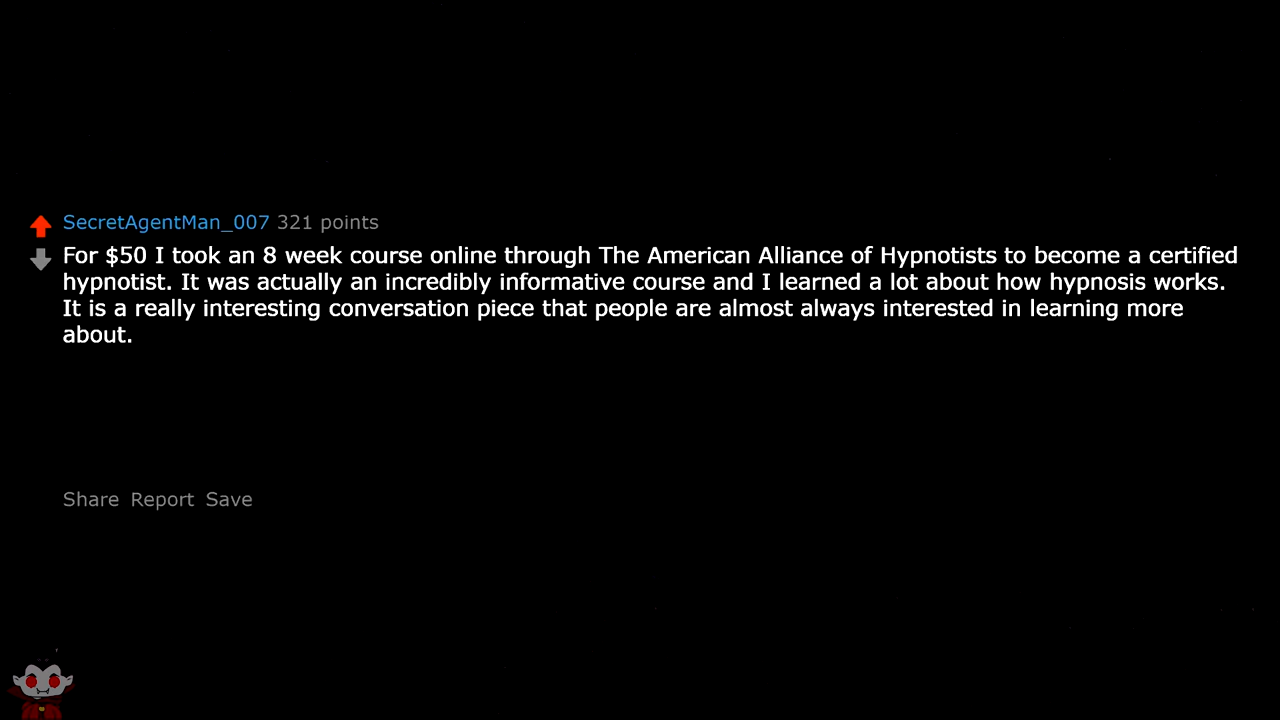 SecretAgentMan_007 321 points
For $50 I took an 8 week course online through The American Alliance of Hypnotists to become a certified
hypnotist. It was actually an incredibly informative course and I learned a lot about how hypnosis works.
It is a really interesting conversation piece that people are almost always interested in learning more
about.
Share Report Save